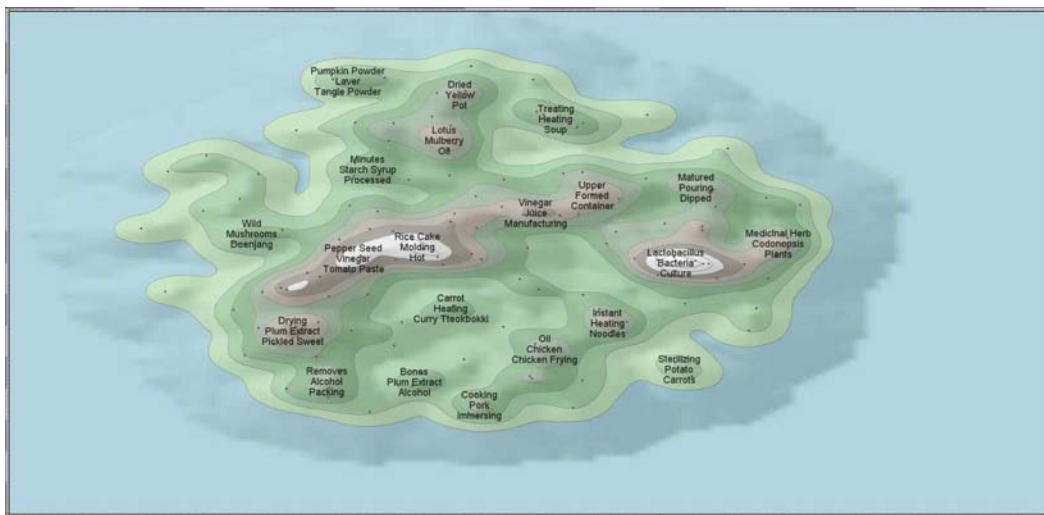 Pumpkin Powder
Laver
Tangle Powder
Dried
Yellow
Pot
Treating
Heating
Soup
Lotus
Mulberry
Oil
Minutes
Starch Syrup
Processed
Upper
Formed
Container
Matured
Pouring
Dipped
Vinegar
Juice
Manufacturing
Wild
Mushrooms
Doenjang
Rice Cake
Molding
Hot
Pepper Seed
Vinegar
Tomato Paste
Medicinal Herb
Codonopsis
Plants
Lactobacillus
Bacteria
Culture
Carrot
Heating
Curry Tteokbokki
Instant
Heating
Noodles
Drying
Plum Extract
Pickled Sweet
Oil
Chicken
Chicken Frying
Sterilizing
Potato
Carrots
Removes
Alcohol
Packing
Bones
Plum Extract
Alcohol
Cooking
Pork
Immersing